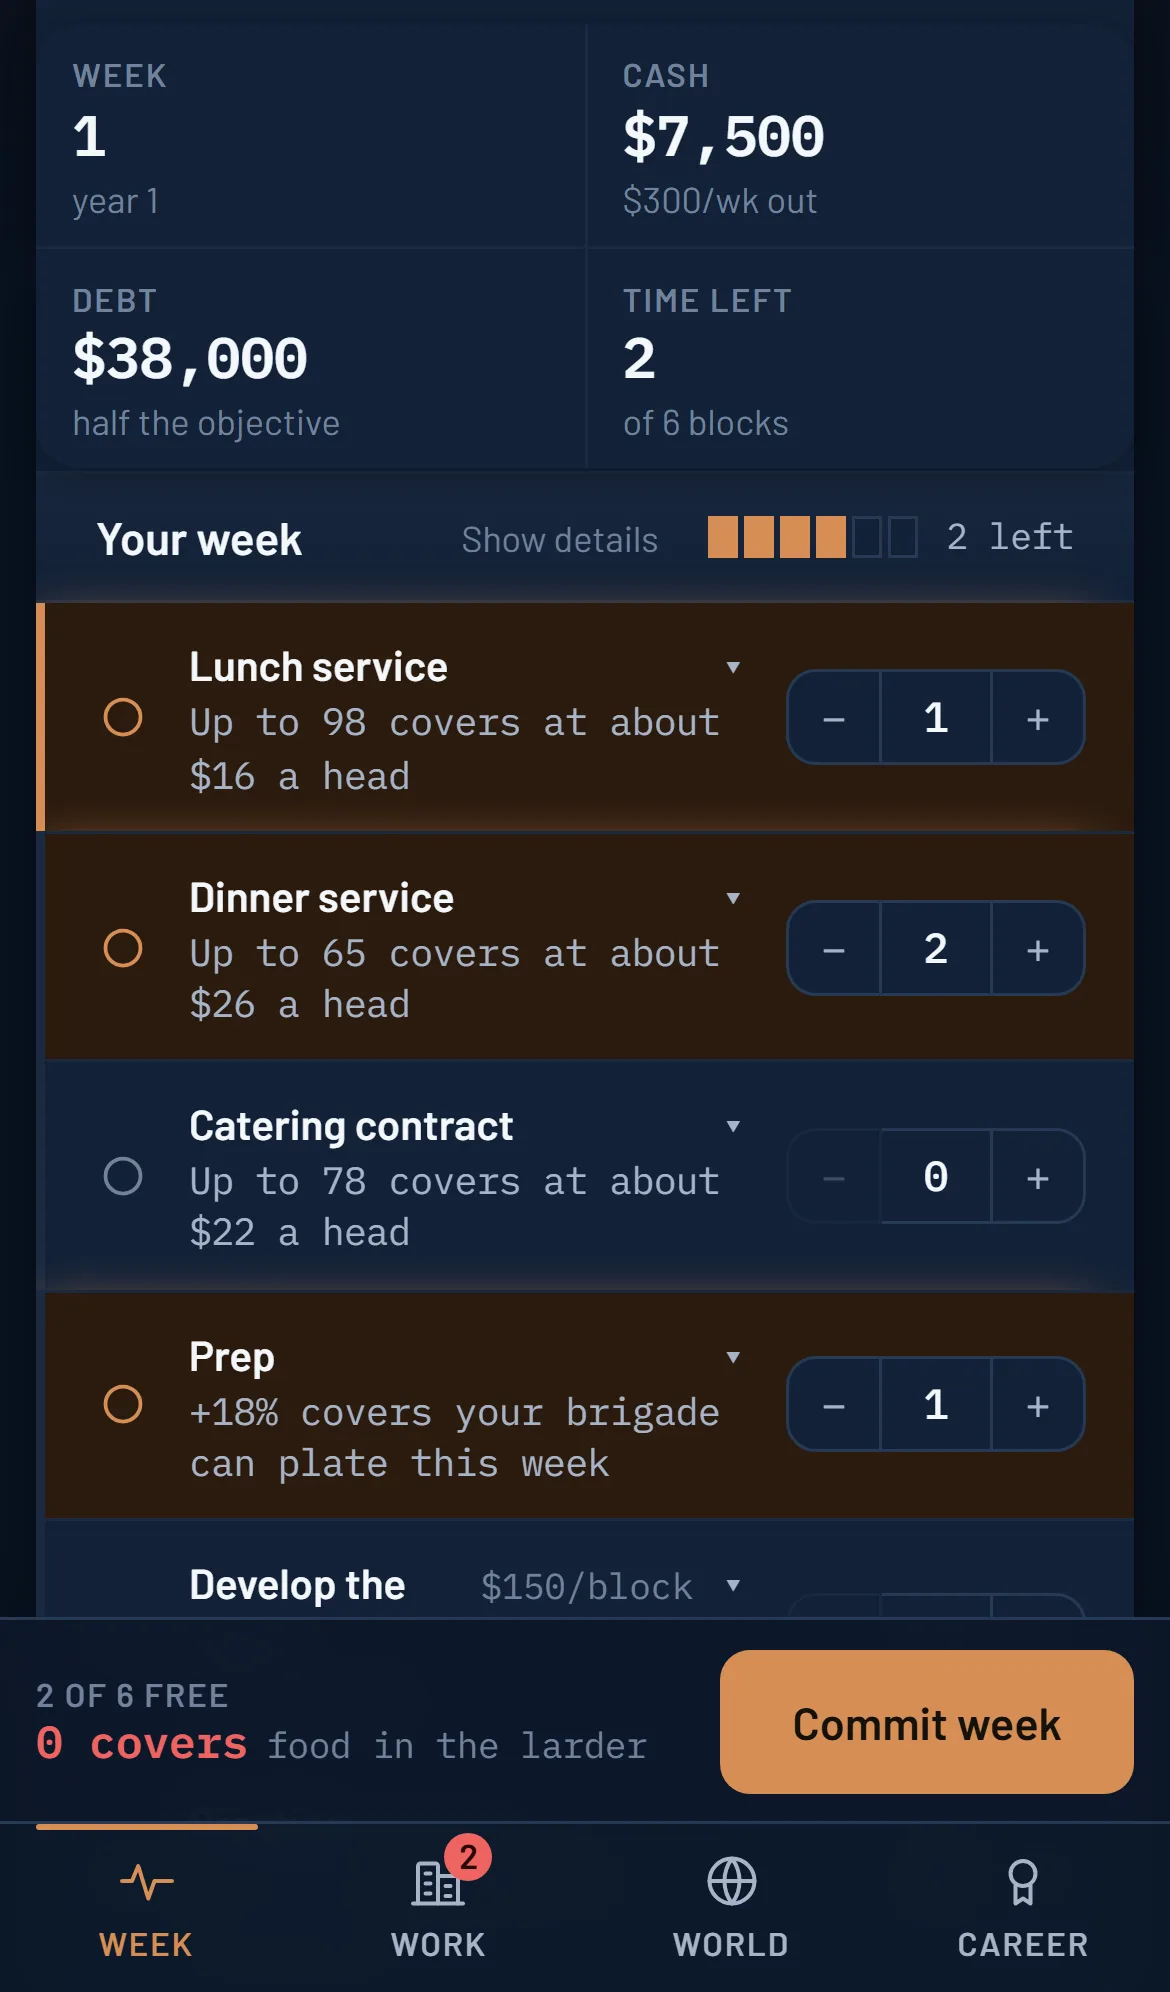 WEEK
1
year 1
CASH
$7,500
$300/wk out
DEBT
$38,000
half the objective
TIME LEFT
2
of 6 blocks
Your week
Show details
2 left
Lunch service ▼
Up to 98 covers at about
$16 a head
− 1 +
Dinner service ▼
Up to 65 covers at about
$26 a head
− 2 +
Catering contract ▼
Up to 78 covers at about
$22 a head
− 0 +
Prep ▼
+18% covers your brigade
can plate this week
− 1 +
Develop the $150/block ▼
2 OF 6 FREE
0 covers food in the larder
Commit week
WEEK
2
WORK
WORLD
CAREER